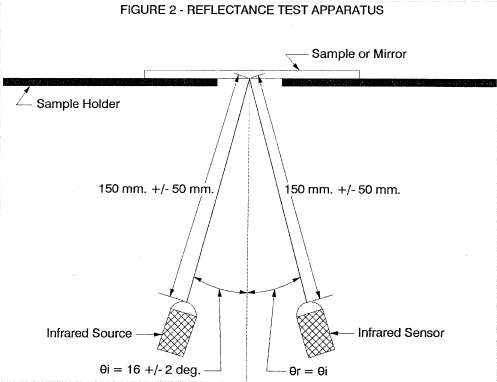 FIGURE 2 - REFLECTANCE TEST APPARATUS
Sample or Mirror
Sample Holder
150 mm. +/- 50 mm.
150 mm. +/- 50 mm.
Infrared Source
Infrared Sensor
θi = 16 +/- 2 deg.
θr = θi